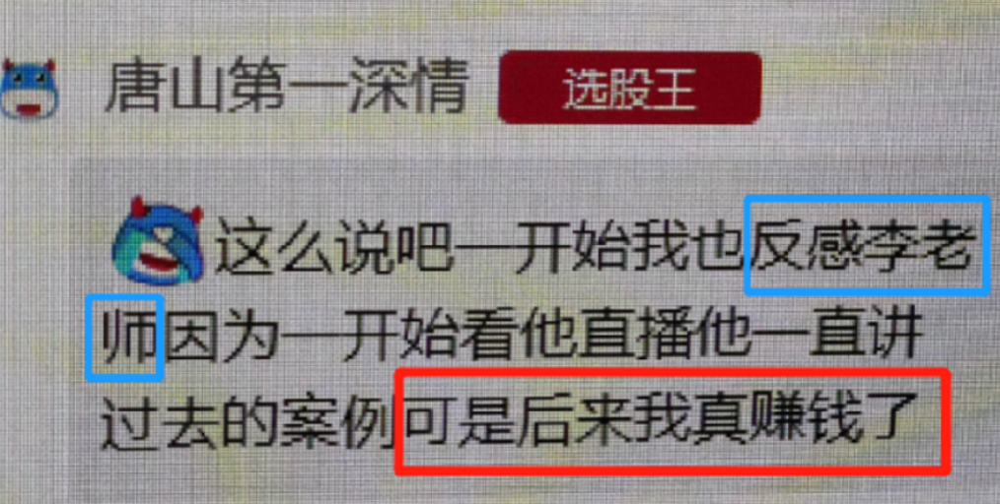 唐山第一深情 选股王
这么说吧一开始我也反感李老
师因为一开始看他直播他一直讲
过去的案例可是后来我真赚钱了